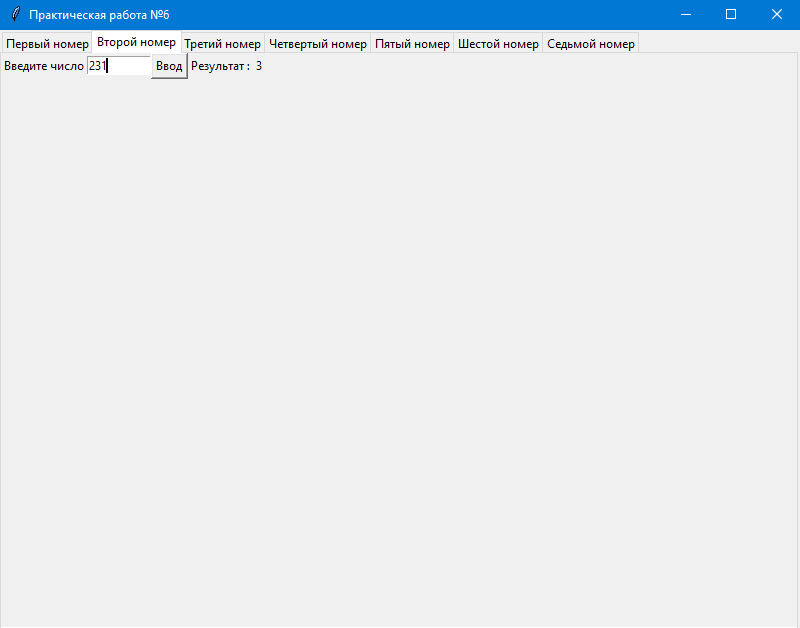 Практическая работа №6
Первый номер Второй номер Третий номер Четвертый номер Пятый номер Шестой номер Седьмой номер
Введите число 231 Ввод Результат : 3